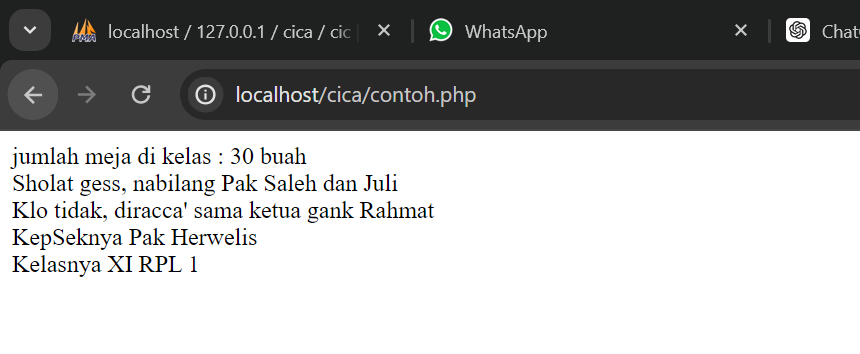 PMA localhost / 127.0.0.1 / cica / cic WhatsApp Chat
localhost/cica/contoh.php
jumlah meja di kelas : 30 buah
Sholat gess, nabilang Pak Saleh dan Juli
Klo tidak, diracca' sama ketua gank Rahmat
KepSeknya Pak Herwelis
Kelasnya XI RPL 1